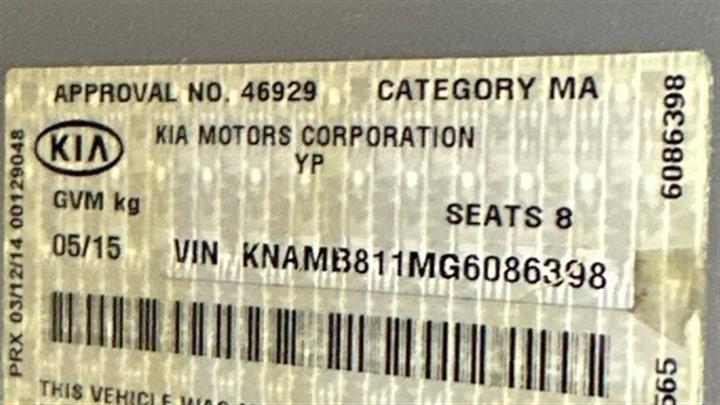 APPROVAL NO. 46929 CATEGORY MA
KIA
KIA MOTORS CORPORATION
YP
GVM kg
SEATS 8
05/15
VIN KNAMB811MG6086398
THIS VEHICLE WAS
PRX 03/12/14 00129048
6086398
565